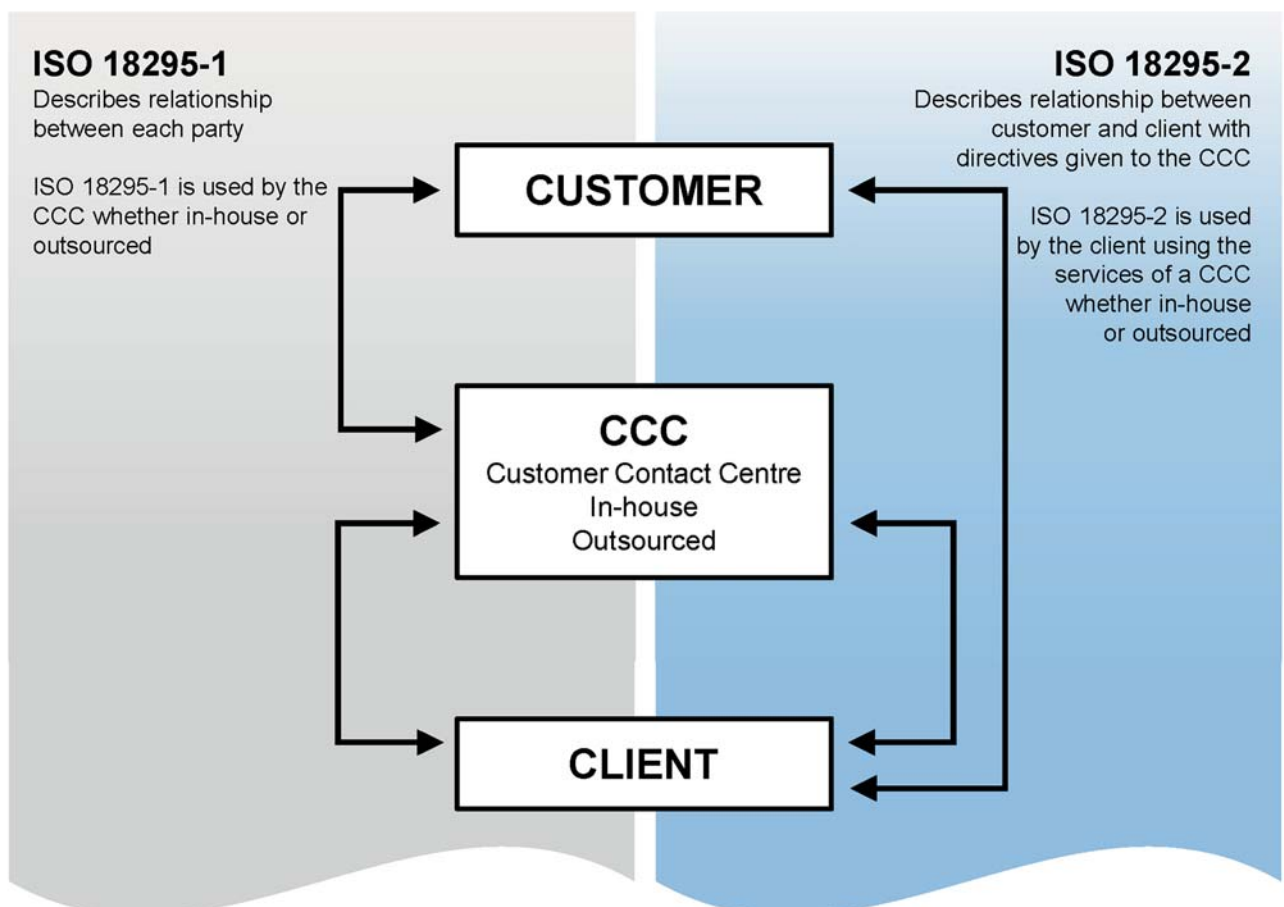 ISO 18295-1
Describes relationship
between each party
ISO 18295-1 is used by the
CCC whether in-house or
outsourced
ISO 18295-2
Describes relationship between
customer and client with
directives given to the CCC
ISO 18295-2 is used
by the client using the
services of a CCC
whether in-house
or outsourced
CUSTOMER
CCC
Customer Contact Centre
In-house
Outsourced
CLIENT